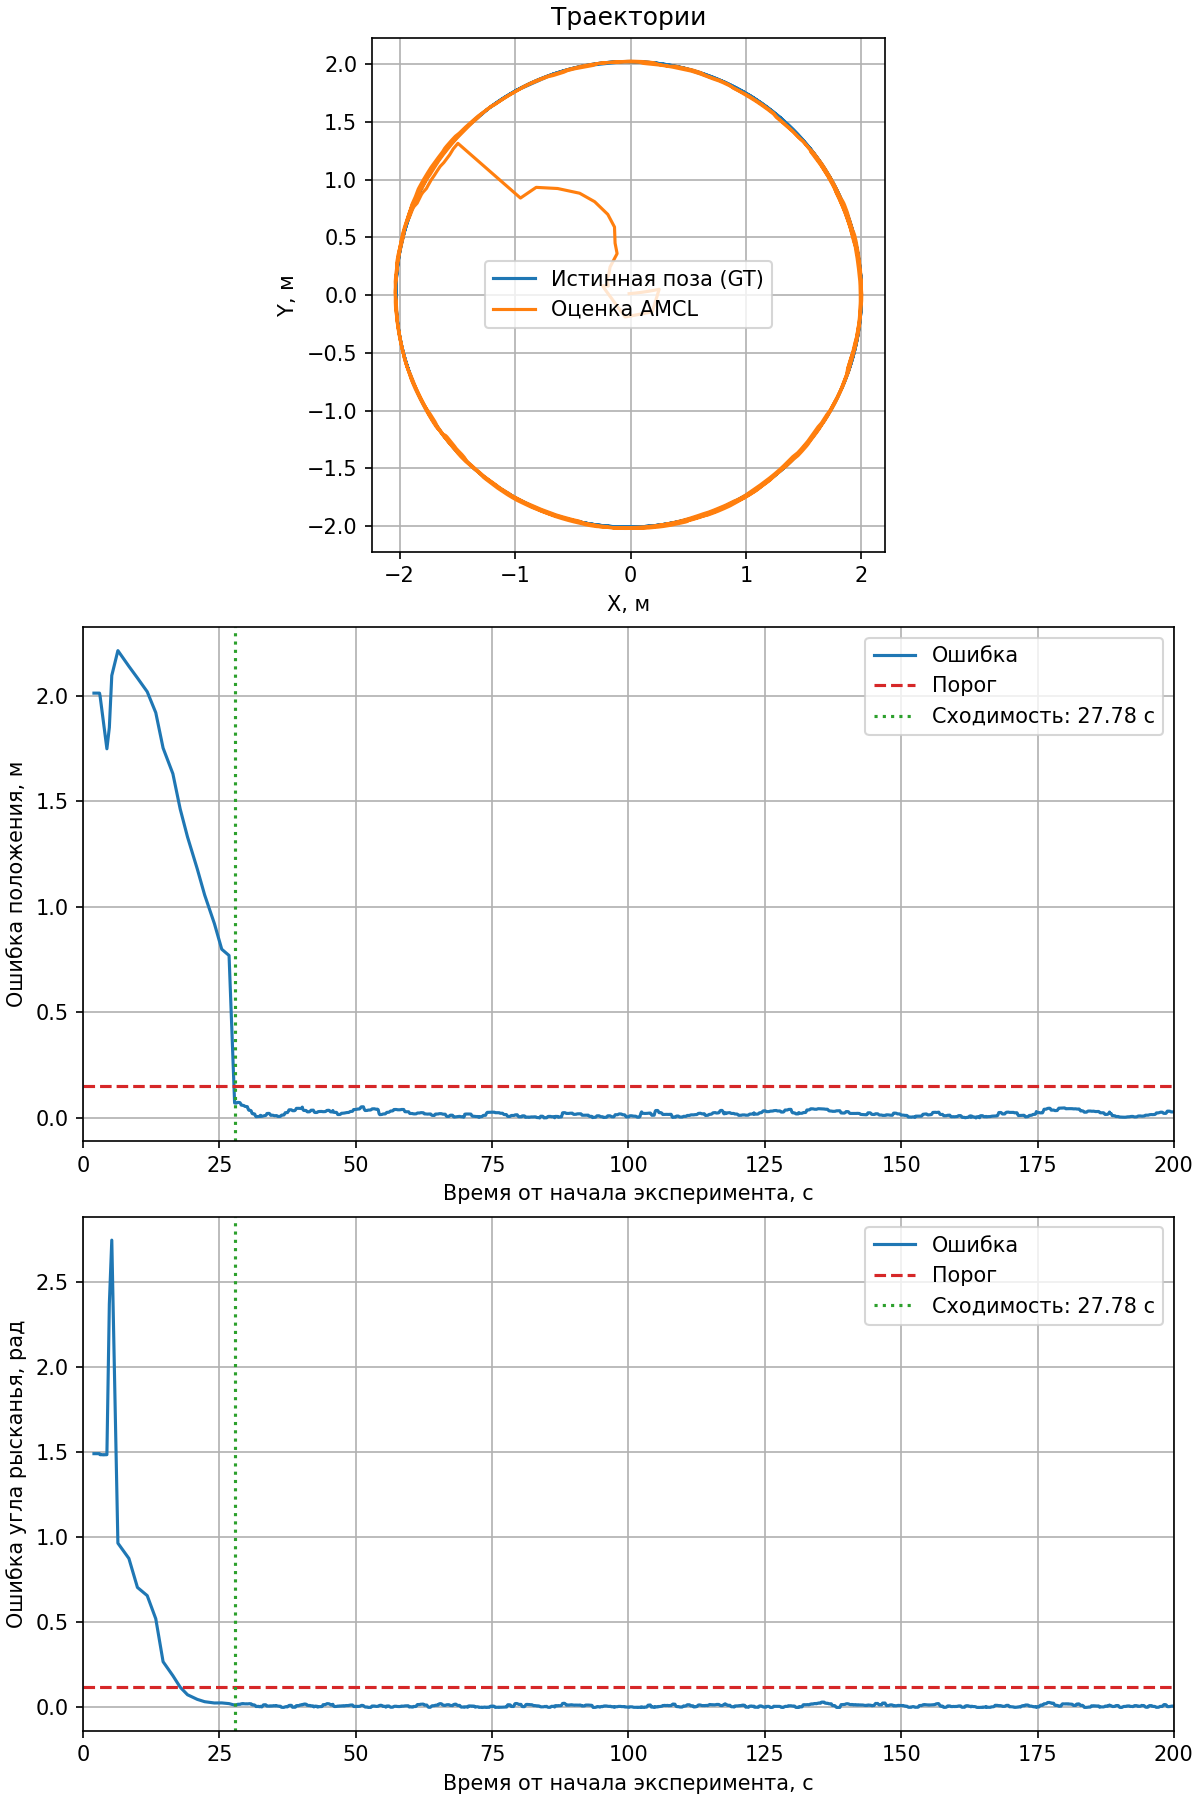 Траектории
2.0
1.5
1.0
0.5
0.0
−0.5
−1.0
−1.5
−2.0
Y, м
Истинная поза (GT)
Оценка AMCL
−2 −1 0 1 2
X, м
2.0
1.5
1.0
0.5
0.0
Ошибка положения, м
Ошибка
Порог
Сходимость: 27.78 с
0 25 50 75 100 125 150 175 200
Время от начала эксперимента, с
2.5
2.0
1.5
1.0
0.5
0.0
Ошибка угла рысканья, рад
Ошибка
Порог
Сходимость: 27.78 с
0 25 50 75 100 125 150 175 200
Время от начала эксперимента, с